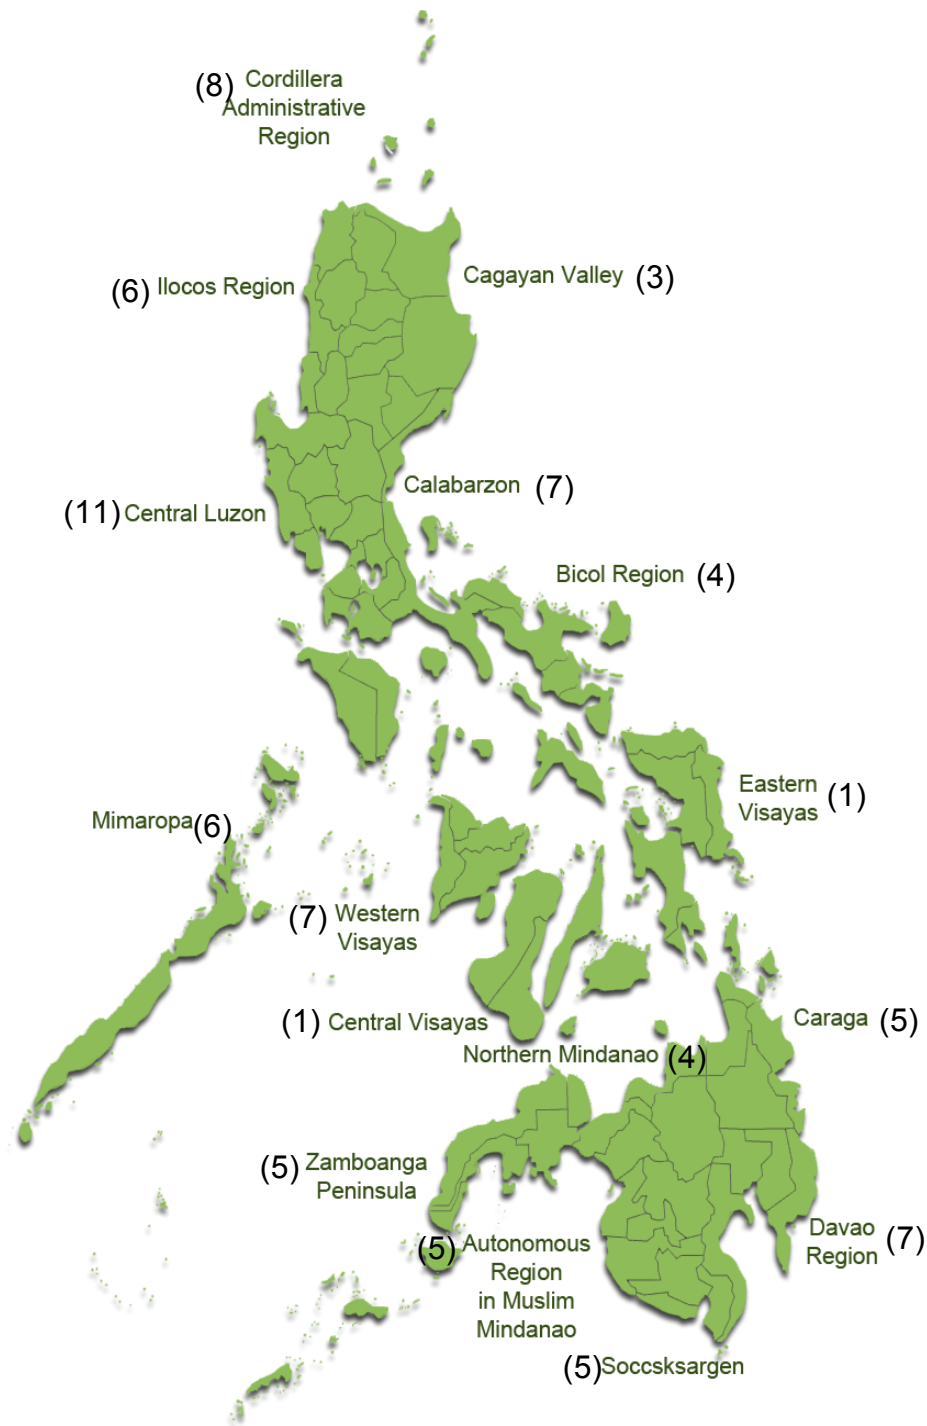 (8) Cordillera
Administrative
Region
(6) Ilocos Region
Cagayan Valley (3)
Calabarzon (7)
(11) Central Luzon
Bicol Region (4)
Eastern
Visayas (1)
Mimaropa (6)
(7) Western
Visayas
(1) Central Visayas
Caraga (5)
Northern Mindanao (4)
(5) Zamboanga
Peninsula
Davao
Region (7)
(5) Autonomous
Region
in Muslim
Mindanao
(5) Soccsksargen